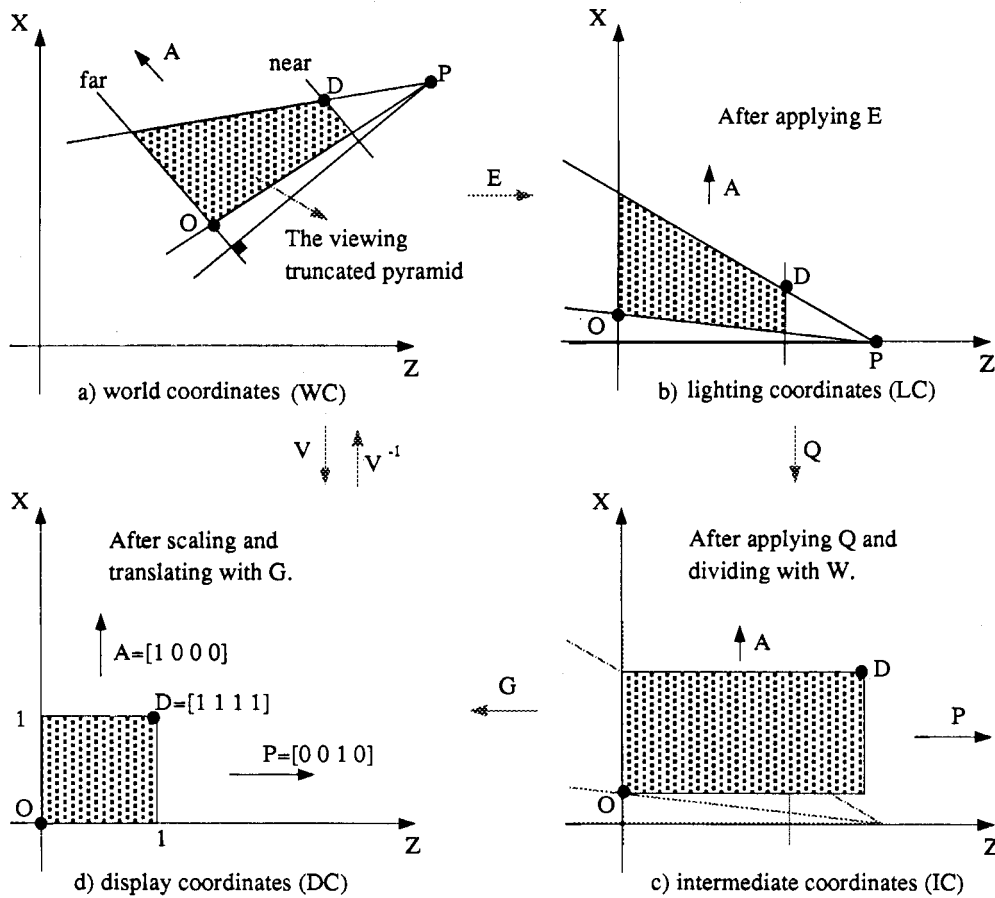 X
A
far
near
D
P
O
The viewing
truncated pyramid
Z
a) world coordinates (WC)
E
X
After applying E
A
D
O
P
Z
b) lighting coordinates (LC)
V
V⁻¹
Q
X
After scaling and
translating with G.
A=[1 0 0 0]
1
D=[1 1 1 1]
P=[0 0 1 0]
O
1
Z
d) display coordinates (DC)
G
X
After applying Q and
dividing with W.
A
D
P
O
Z
c) intermediate coordinates (IC)